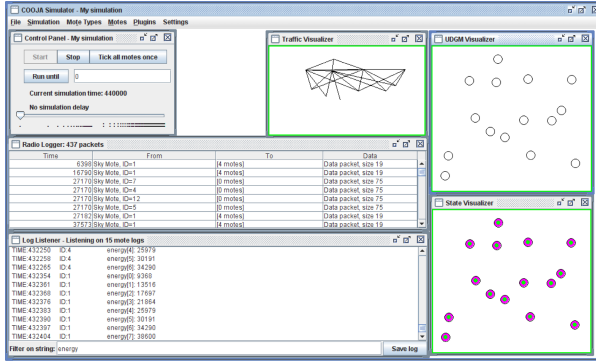 COOJA Simulator - My simulation
File Simulation Mote Types Motes Plugins Settings
Control Panel - My simulation
Start Stop Tick all motes once
Run until 0
Current simulation time: 440000
No simulation delay
Traffic Visualizer
UDGM Visualizer
Radio Logger: 437 packets
Time From To Data
6398 Sky Mote, ID=1 [4 motes] Data packet, size 19
16790 Sky Mote, ID=1 [4 motes] Data packet, size 19
27170 Sky Mote, ID=7 [0 motes] Data packet, size 75
27170 Sky Mote, ID=4 [0 motes] Data packet, size 75
27170 Sky Mote, ID=12 [0 motes] Data packet, size 75
27170 Sky Mote, ID=5 [0 motes] Data packet, size 75
27182 Sky Mote, ID=1 [4 motes] Data packet, size 19
37573 Sky Mote, ID=1 [4 motes] Data packet, size 19
State Visualizer
Log Listener - Listening on 15 mote logs
TIME:432250 ID:4 energy[4]: 25979
TIME:432258 ID:4 energy[5]: 30191
TIME:432265 ID:4 energy[6]: 34290
TIME:432354 ID:1 energy[0]: 9368
TIME:432361 ID:1 energy[1]: 13516
TIME:432368 ID:1 energy[2]: 17697
TIME:432376 ID:1 energy[3]: 21864
TIME:432383 ID:1 energy[4]: 25979
TIME:432390 ID:1 energy[5]: 30191
TIME:432397 ID:1 energy[6]: 34290
TIME:432404 ID:1 energy[7]: 38600
Filter on string: energy Save log